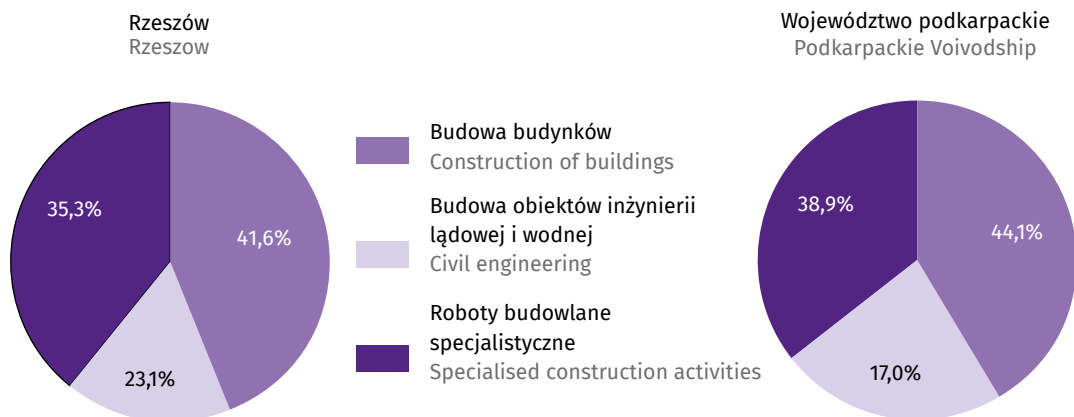 Rzeszów
Rzeszow
35,3%
41,6%
23,1%
Budowa budynków
Construction of buildings
Budowa obiektów inżynierii
lądowej i wodnej
Civil engineering
Roboty budowlane
specjalistyczne
Specialised construction activities
Województwo podkarpackie
Podkarpackie Voivodship
38,9%
44,1%
17,0%